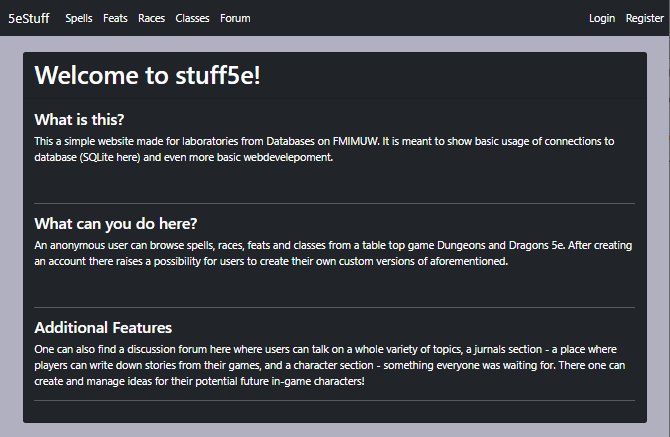 5eStuff Spells Feats Races Classes Forum Login Register
Welcome to stuff5e!
What is this?
This a simple website made for laboratories from Databases on FMIMUW. It is meant to show basic usage of connections to
database (SQLite here) and even more basic webdevelepoment.
What can you do here?
An anonymous user can browse spells, races, feats and classes from a table top game Dungeons and Dragons 5e. After creating
an account there raises a possibility for users to create their own custom versions of aforementioned.
Additional Features
One can also find a discussion forum here where users can talk on a whole variety of topics, a jurnals section - a place where
players can write down stories from their games, and a character section - something everyone was waiting for. There one can
create and manage ideas for their potential future in-game characters!